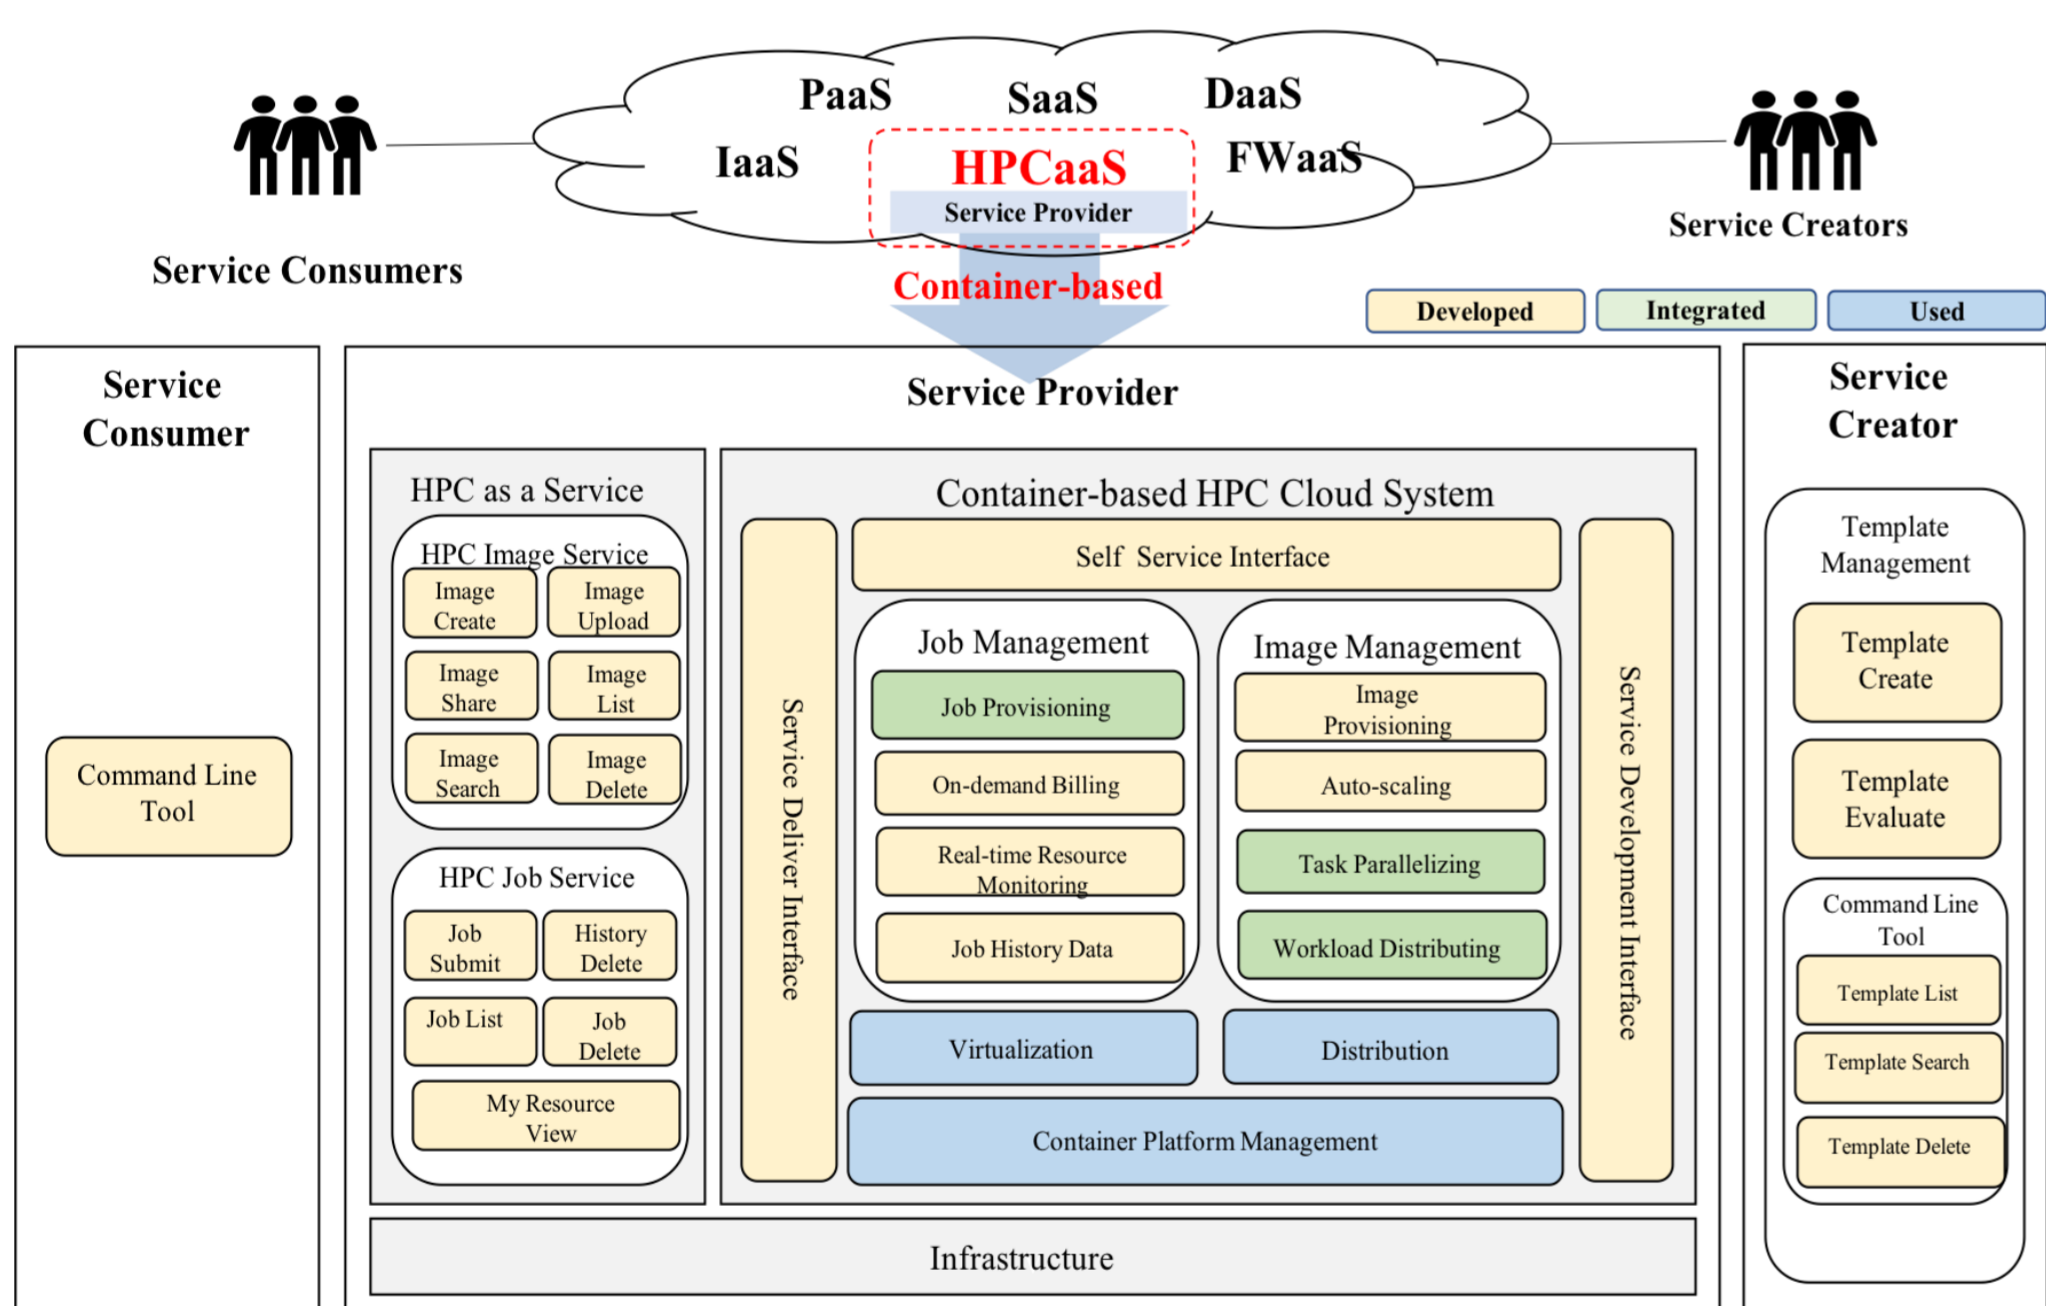 PaaS
SaaS
DaaS
IaaS
HPCaaS
FWaaS
Service Provider
Service Consumers
Service Creators
Container-based
Developed
Integrated
Used
Service
Consumer
Command Line
Tool
Service Provider
HPC as a Service
HPC Image Service
Image
Create
Image
Upload
Image
Share
Image
List
Image
Search
Image
Delete
HPC Job Service
Job
Submit
History
Delete
Job List
Job
Delete
My Resource
View
Container-based HPC Cloud System
Service Deliver Interface
Self  Service Interface
Job Management
Job Provisioning
On-demand Billing
Real-time Resource
Monitoring
Job History Data
Image Management
Image
Provisioning
Auto-scaling
Task Parallelizing
Workload Distributing
Virtualization
Distribution
Container Platform Management
Service Development Interface
Infrastructure
Service
Creator
Template
Management
Template
Create
Template
Evaluate
Command Line
Tool
Template List
Template Search
Template Delete